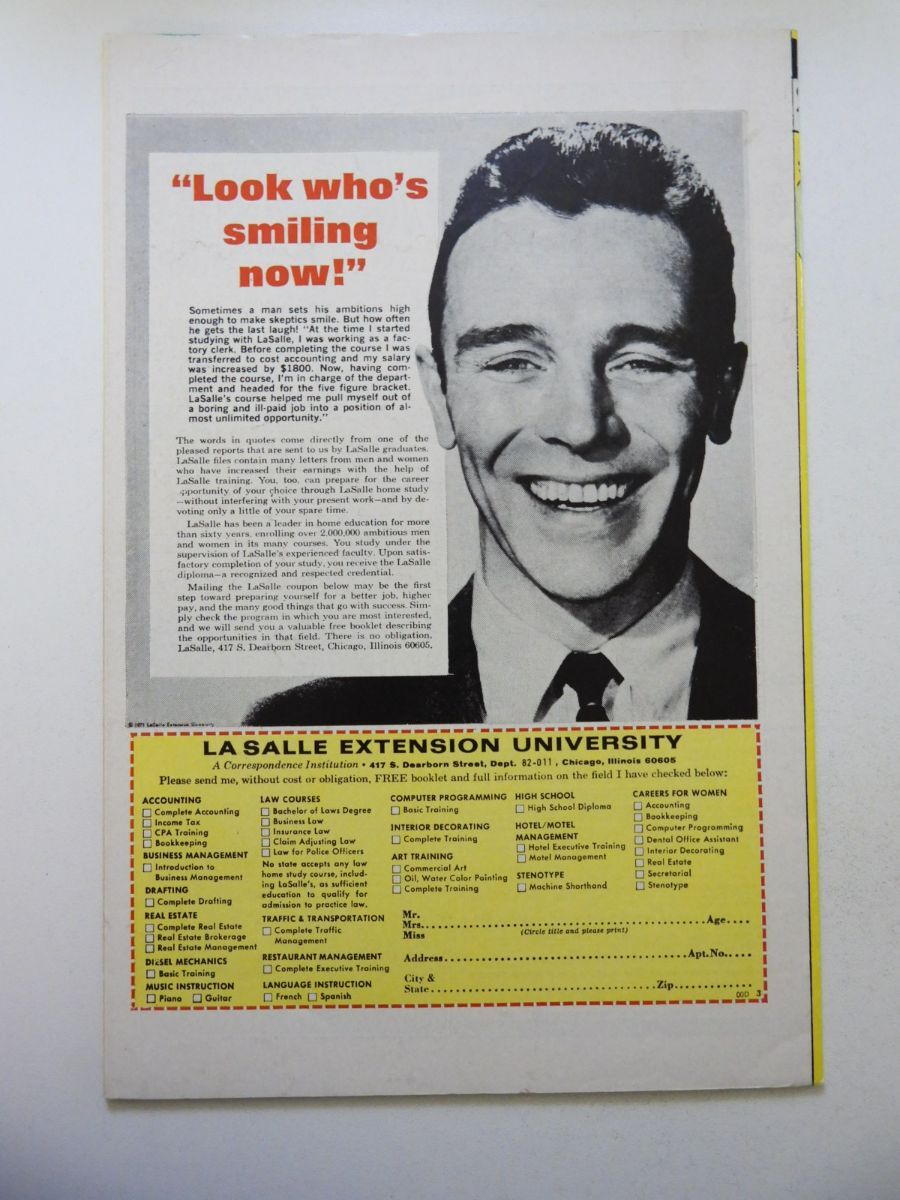 “Look who’s
smiling
now!”
Sometimes a man sets his ambitions high
enough to make skeptics smile. But how often
he gets the last laugh! “At the time I started
studying with LaSalle, I was working as a fac-
tory clerk. Before completing the course I was
transferred to cost accounting and my salary
was increased by $1800. Now, having com-
pleted the course, I’m in charge of the depart-
ment and headed for the five figure bracket.
LaSalle’s course helped me pull myself out of
a boring and ill-paid job into a position of al-
most unlimited opportunity.”
The words in quotes come directly from one of the
pleased reports that are sent to us by LaSalle graduates.
LaSalle files contain many letters from men and women
who have increased their earnings with the help of
LaSalle training. You, too, can prepare for the career
opportunity of your choice through LaSalle home study
—without interfering with your present work—and by de-
voting only a little of your spare time.
LaSalle has been a leader in home education for more
than sixty years, enrolling over 2,000,000 ambitious men
and women in its many courses. You study under the
supervision of LaSalle’s experienced faculty. Upon satis-
factory completion of your study, you receive the LaSalle
diploma—a recognized and respected credential.
Mailing the LaSalle coupon below may be the first
step toward preparing yourself for a better job, higher
pay, and the many good things that go with success. Sim-
ply check the program in which you are most interested,
and we will send you a valuable free booklet describing
the opportunities in that field. There is no obligation.
LaSalle, 417 S. Dearborn Street, Chicago, Illinois 60605.
© 1971 LaSalle Extension University
LA SALLE EXTENSION UNIVERSITY
A Correspondence Institution • 417 S. Dearborn Street, Dept. 82-011, Chicago, Illinois 60605
Please send me, without cost or obligation, FREE booklet and full information on the field I have checked below:
ACCOUNTING
Complete Accounting
Income Tax
CPA Training
Bookkeeping
BUSINESS MANAGEMENT
Introduction to
Business Management
DRAFTING
Complete Drafting
REAL ESTATE
Complete Real Estate
Real Estate Brokerage
Real Estate Management
DIESEL MECHANICS
Basic Training
MUSIC INSTRUCTION
Piano Guitar
LAW COURSES
Bachelor of Laws Degree
Business Law
Insurance Law
Claim Adjusting Law
Law for Police Officers
No state accepts any law
home study course, includ-
ing LaSalle’s, as sufficient
education to qualify for
admission to practice law.
TRAFFIC & TRANSPORTATION
Complete Traffic
Management
RESTAURANT MANAGEMENT
Complete Executive Training
LANGUAGE INSTRUCTION
French Spanish
COMPUTER PROGRAMMING
Basic Training
INTERIOR DECORATING
Complete Training
ART TRAINING
Commercial Art
Oil, Water Color Painting
Complete Training
HIGH SCHOOL
High School Diploma
HOTEL/MOTEL
MANAGEMENT
Hotel Executive Training
Motel Management
STENOTYPE
Machine Shorthand
CAREERS FOR WOMEN
Accounting
Bookkeeping
Computer Programming
Dental Office Assistant
Interior Decorating
Real Estate
Secretarial
Stenotype
Mr.
Mrs. Age
Miss (Circle title and please print)
Address Apt. No.
City &
State Zip
00D 3